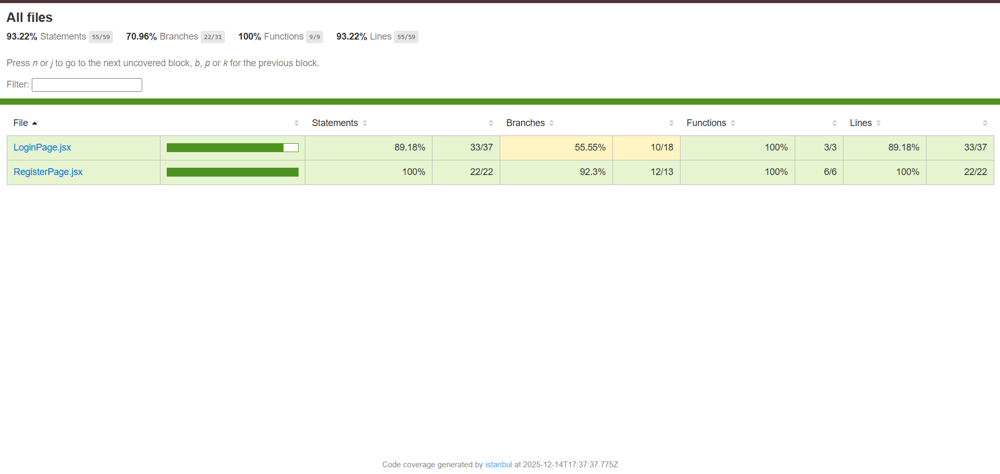 All files
93.22% Statements 55/59 70.96% Branches 22/31 100% Functions 9/9 93.22% Lines 55/59
Press n or j to go to the next uncovered block, b, p or k for the previous block.
Filter:
File Statements Branches Functions Lines
LoginPage.jsx 89.18% 33/37 55.55% 10/18 100% 3/3 89.18% 33/37
RegisterPage.jsx 100% 22/22 92.3% 12/13 100% 6/6 100% 22/22
Code coverage generated by istanbul at 2025-12-14T17:37:37.775Z